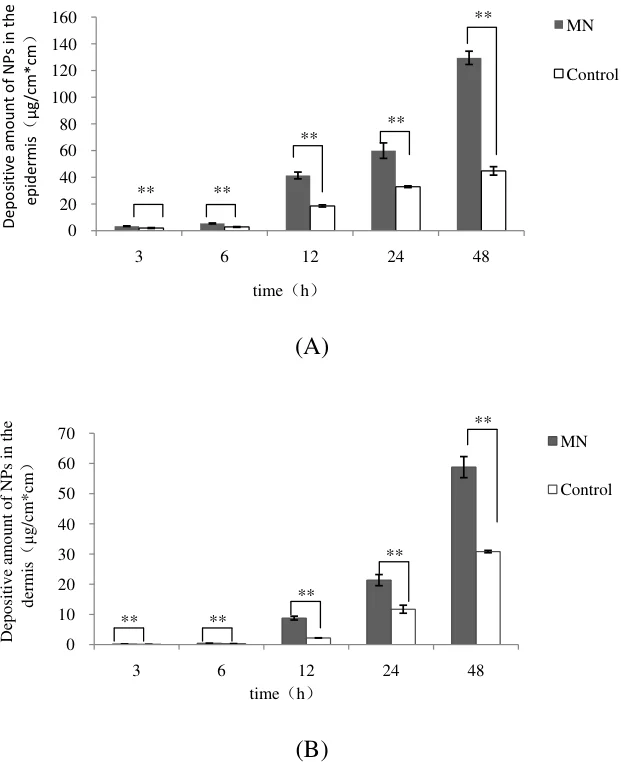 Depositive amount of NPs in the
epidermis（μg/cm*cm）
160
140
120
100
80
60
40
20
0
**
**
**
**
**
MN
Control
3 6 12 24 48
time（h）
(A)
Depositive amount of NPs in the
dermis（μg/cm*cm）
70
60
50
40
30
20
10
0
**
**
**
**
**
MN
Control
3 6 12 24 48
time（h）
(B)